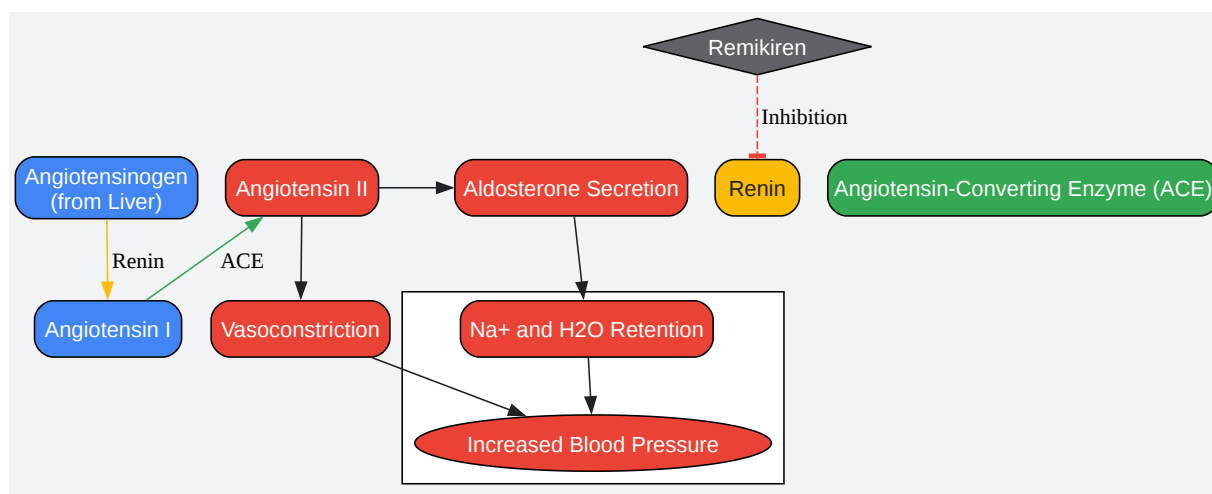 Remikiren
Inhibition
Angiotensinogen
(from Liver)
Angiotensin II
Aldosterone Secretion
Renin
Angiotensin-Converting Enzyme (ACE)
Renin
ACE
Angiotensin I
Vasoconstriction
Na+ and H2O Retention
Increased Blood Pressure